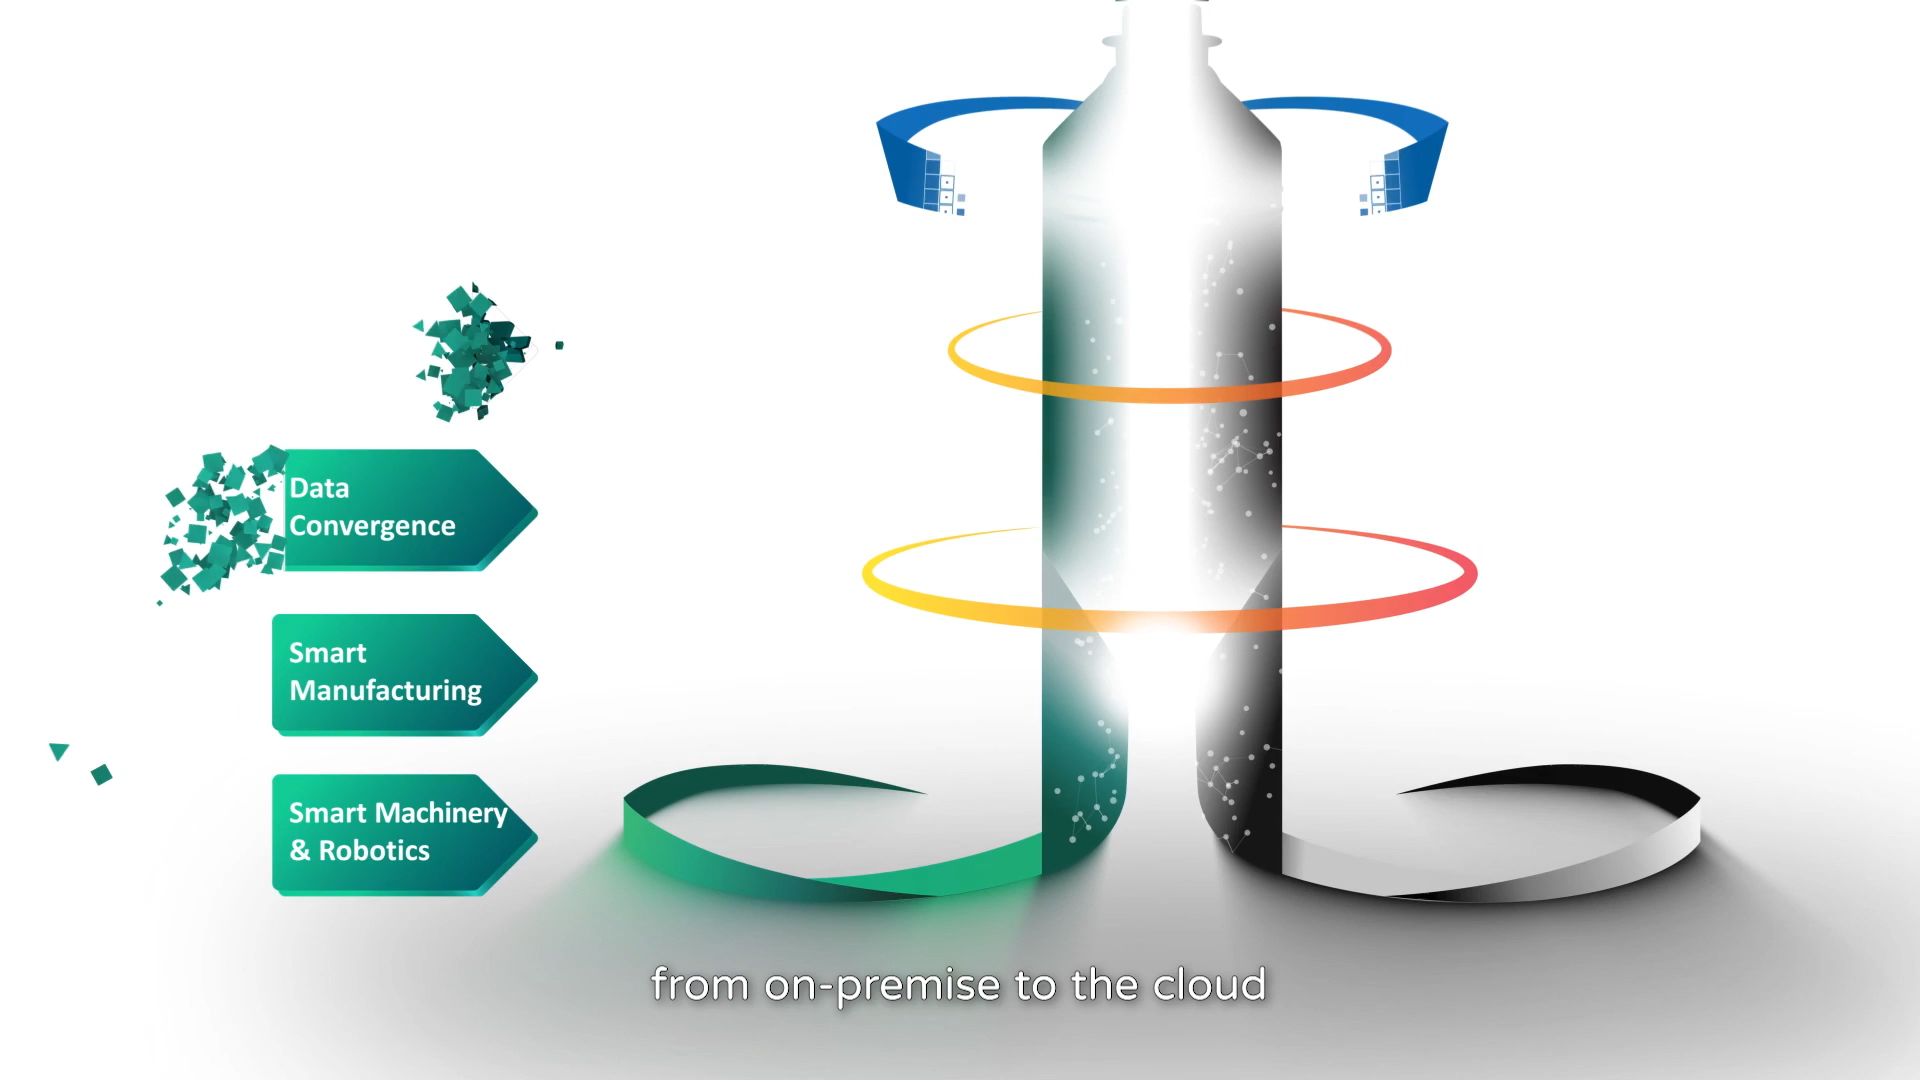 Data
Convergence
Smart
Manufacturing
Smart Machinery
& Robotics
from on-premise to the cloud